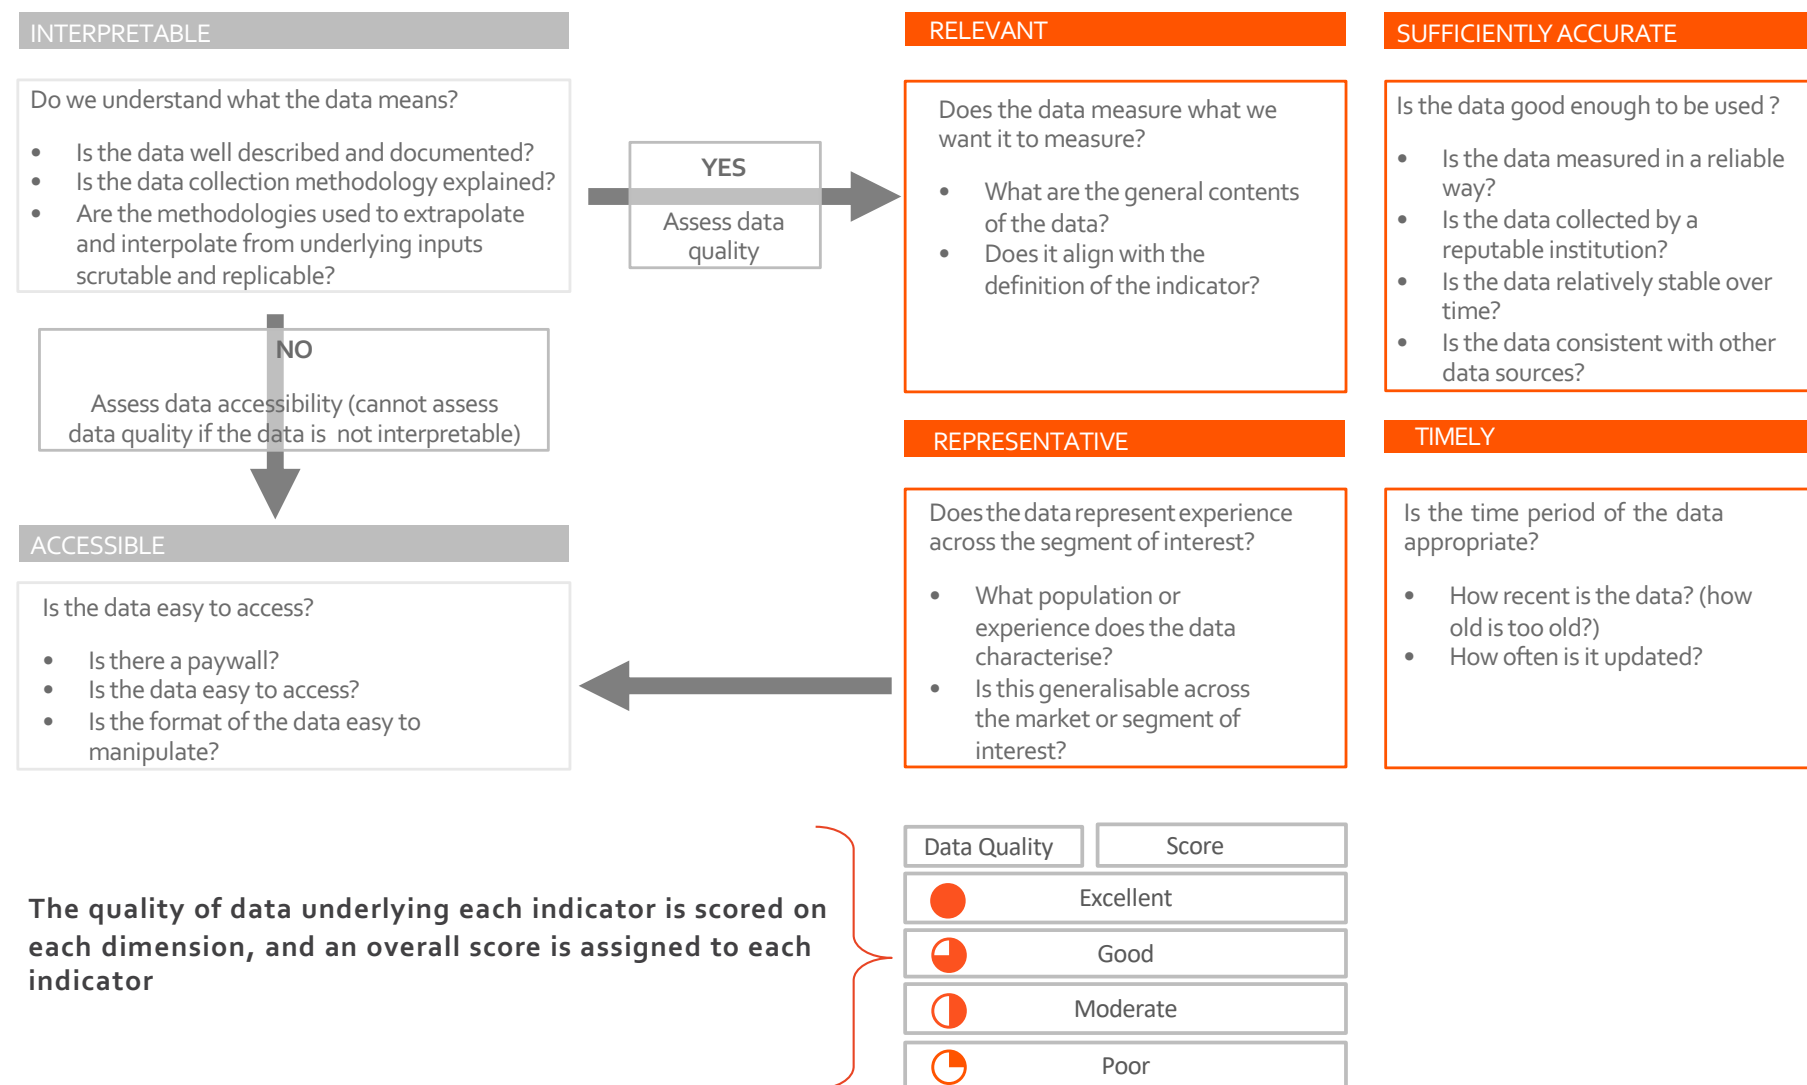 INTERPRETABLE
Do we understand what the data means?
• Is the data well described and documented?
• Is the data collection methodology explained?
• Are the methodologies used to extrapolate
and interpolate from underlying inputs
scrutable and replicable?
YES
Assess data
quality
NO
Assess data accessibility (cannot assess
data quality if the data is not interpretable)
RELEVANT
Does the data measure what we
want it to measure?
• What are the general contents
of the data?
• Does it align with the
definition of the indicator?
SUFFICIENTLY ACCURATE
Is the data good enough to be used ?
• Is the data measured in a reliable
way?
• Is the data collected by a
reputable institution?
• Is the data relatively stable over
time?
• Is the data consistent with other
data sources?
REPRESENTATIVE
Does the data represent experience
across the segment of interest?
• What population or
experience does the data
characterise?
• Is this generalisable across
the market or segment of
interest?
TIMELY
Is the time period of the data
appropriate?
• How recent is the data? (how
old is too old?)
• How often is it updated?
ACCESSIBLE
Is the data easy to access?
• Is there a paywall?
• Is the data easy to access?
• Is the format of the data easy to
manipulate?
The quality of data underlying each indicator is scored on
each dimension, and an overall score is assigned to each
indicator
Data Quality
Score
Excellent
Good
Moderate
Poor